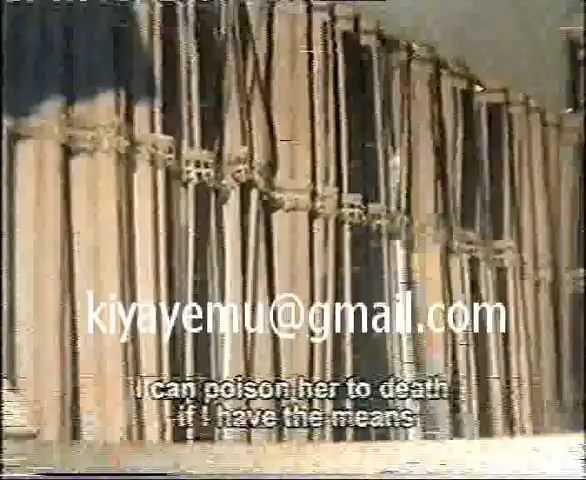 kiyayemu@gmail.com
I can poison her to death
if I have the means